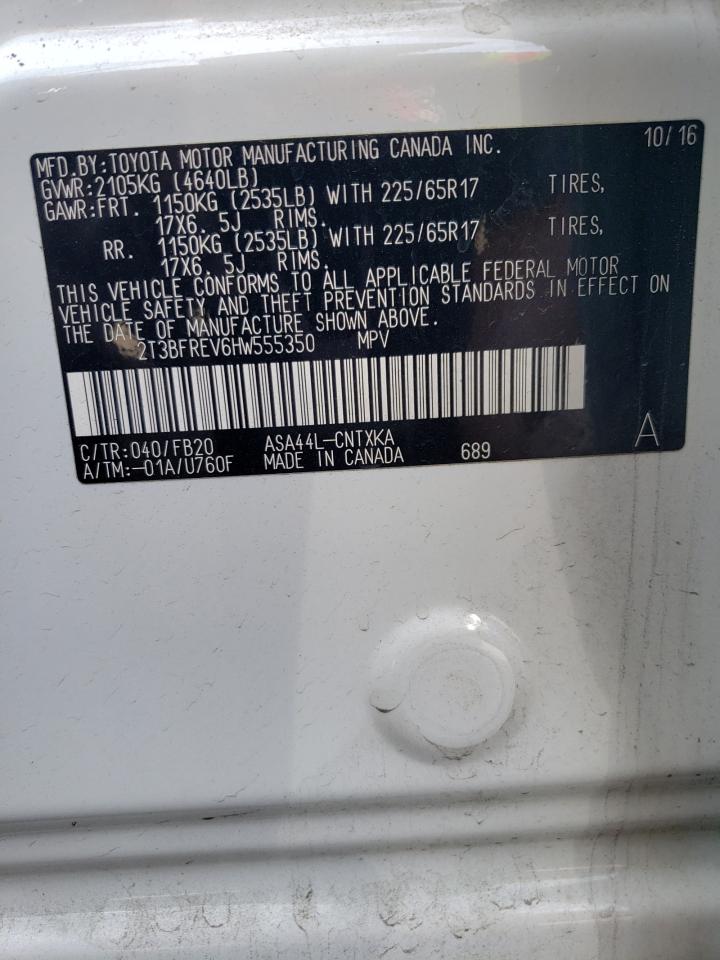 MFD.BY:TOYOTA MOTOR MANUFACTURING CANADA INC. 10/16
GVWR:2105KG (4640LB)
GAWR:FRT. 1150KG (2535LB) WITH 225/65R17 TIRES,
17X6. 5J RIMS.
RR. 1150KG (2535LB) WITH 225/65R17 TIRES,
17X6. 5J RIMS.
THIS VEHICLE CONFORMS TO ALL APPLICABLE FEDERAL MOTOR
VEHICLE SAFETY AND THEFT PREVENTION STANDARDS IN EFFECT ON
THE DATE OF MANUFACTURE SHOWN ABOVE.
2T3BFREV6HW555350 MPV
C/TR:040/FB20 ASA44L-CNTXKA
A/TM:-01A/U760F MADE IN CANADA 689 A